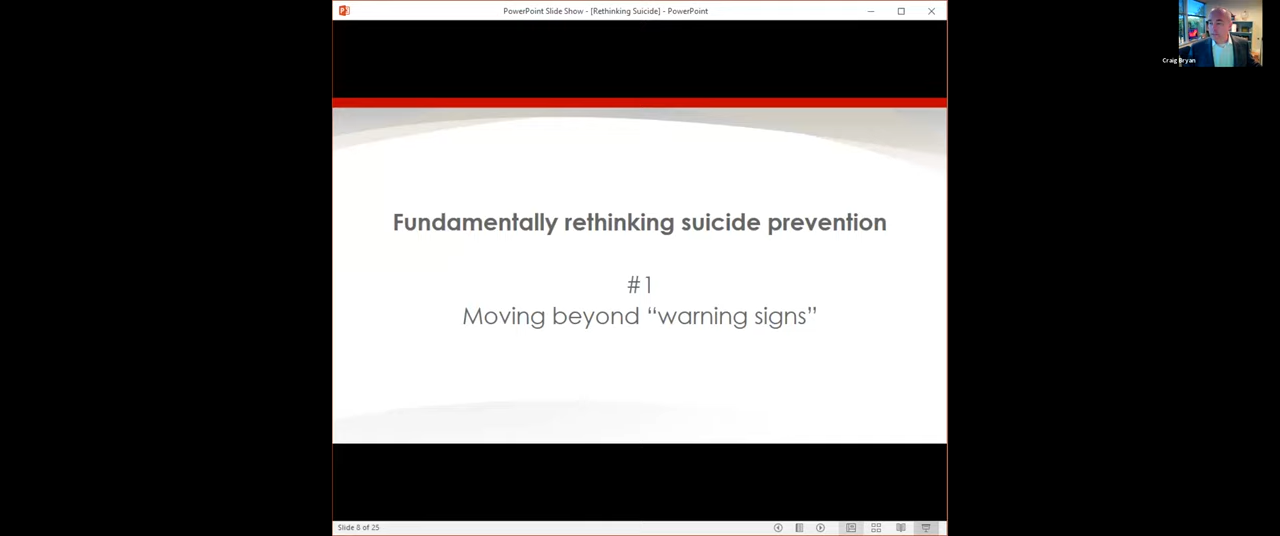 PowerPoint Slide Show - [Rethinking Suicide] - PowerPoint
Craig Bryan
Fundamentally rethinking suicide prevention
#1
Moving beyond “warning signs”
Slide 8 of 25